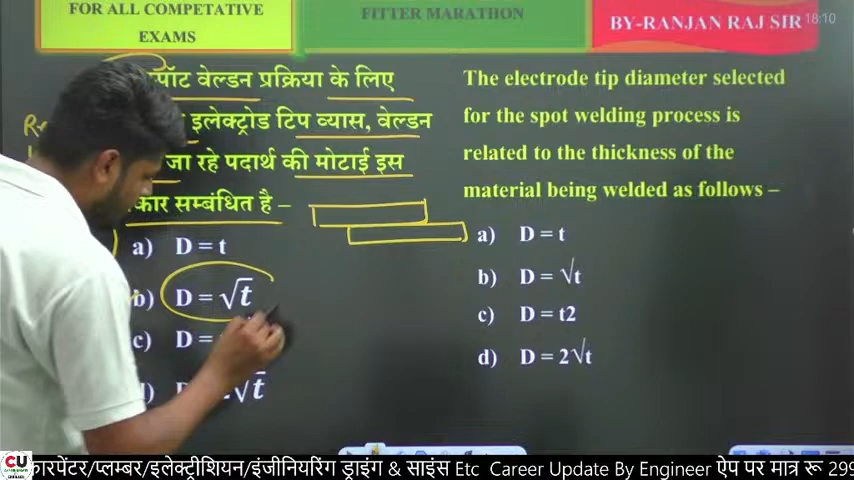 FOR ALL COMPETATIVE
EXAMS
FITTER MARATHON
BY-RANJAN RAJ SIR
18:10
वेल्डन प्रक्रिया के लिए
इलेक्ट्रोड टिप व्यास, वेल्डन
जा रहे पदार्थ की मोटाई इस
सम्बंधित है –
a) D = t
b) D = √t
c)
√t
The electrode tip diameter selected
for the spot welding process is
related to the thickness of the
material being welded as follows –
a) D = t
b) D = √t
c) D = t2
d) D = 2√t
CU
कारपेंटर/प्लम्बर/इलेक्ट्रीशियन/इंजीनियरिंग ड्राइंग & साइंस Etc Career Update By Engineer ऐप पर मात्र रू 299